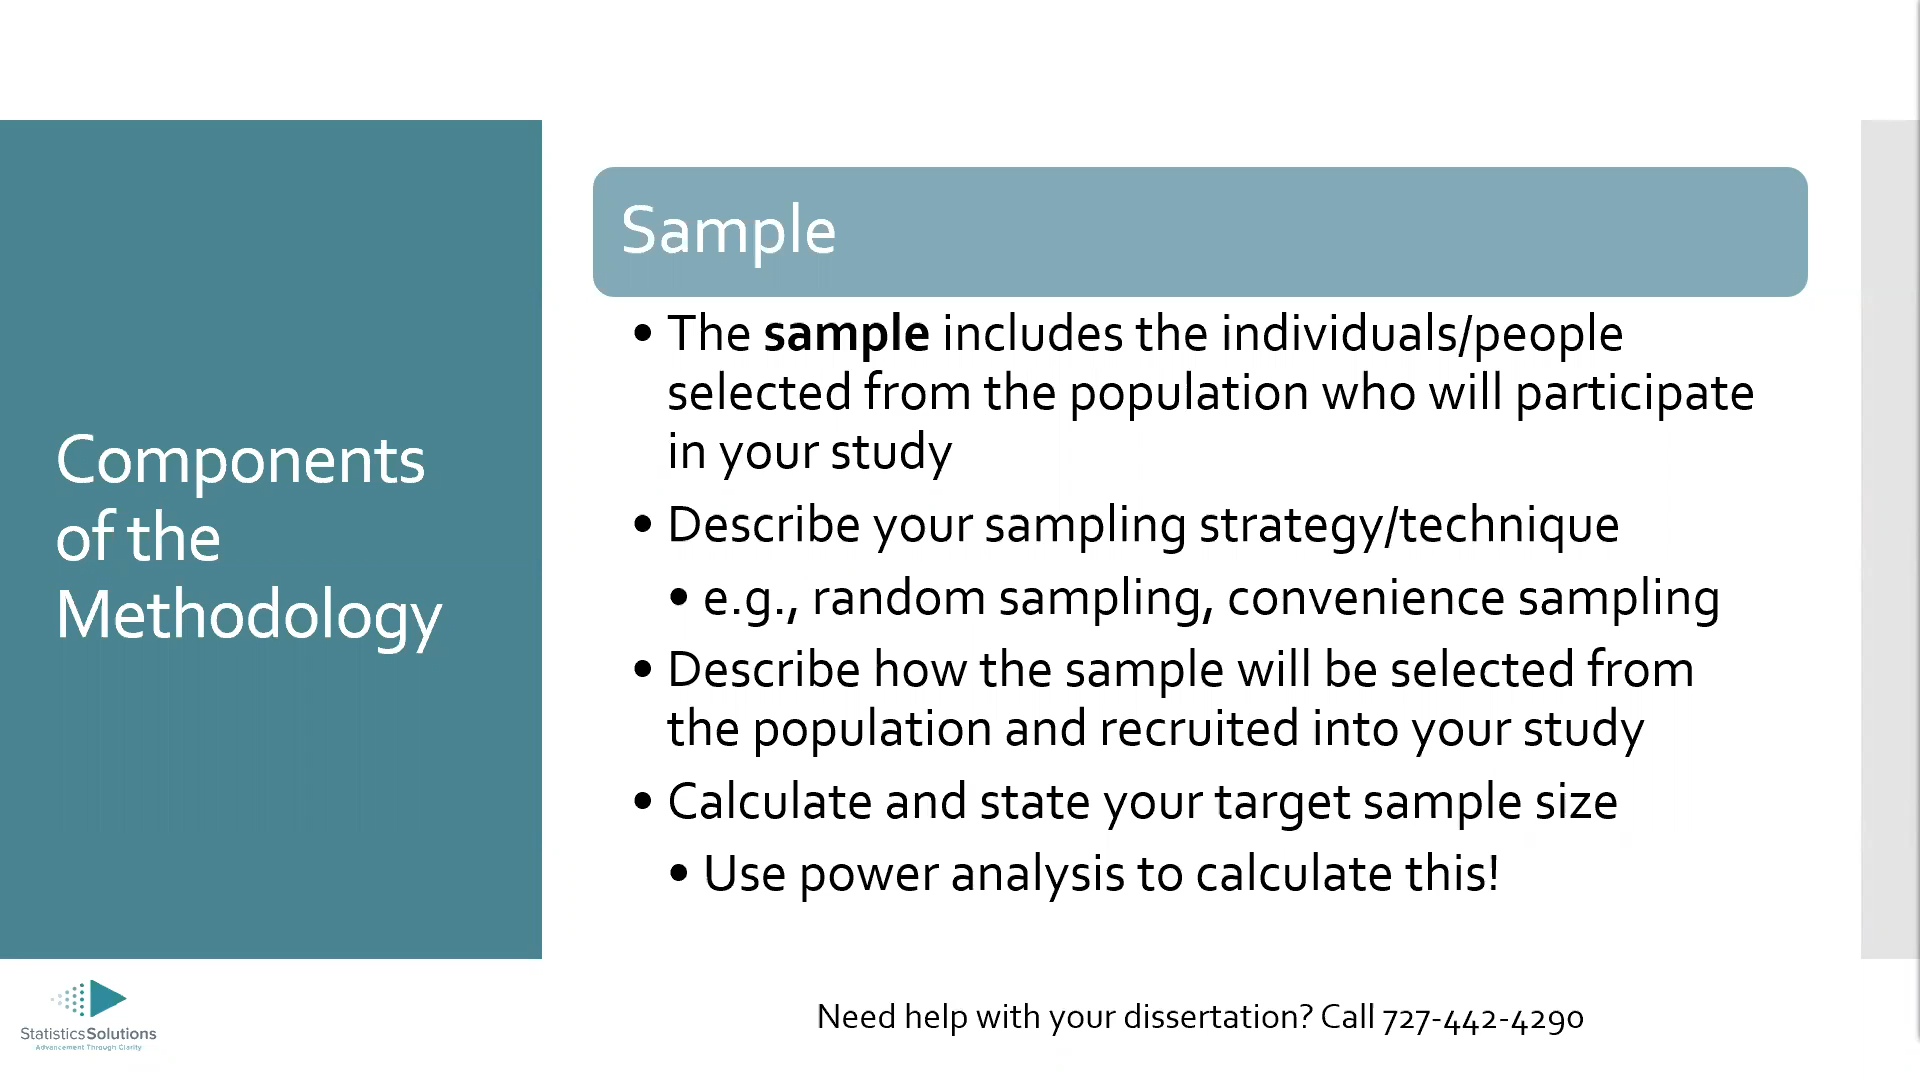 Components
of the
Methodology
Sample
• The sample includes the individuals/people
selected from the population who will participate
in your study
• Describe your sampling strategy/technique
• e.g., random sampling, convenience sampling
• Describe how the sample will be selected from
the population and recruited into your study
• Calculate and state your target sample size
• Use power analysis to calculate this!
StatisticsSolutions
Advancement Through Clarity
Need help with your dissertation? Call 727-442-4290